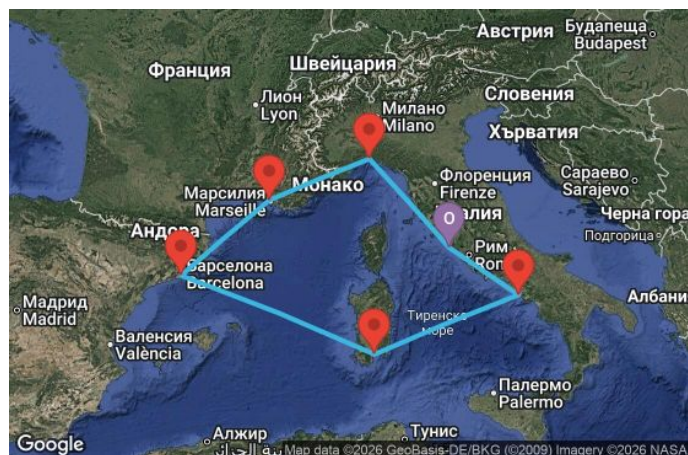 Австрия
Будапеща
Budapest
Швейцария
Франция
Словения
Лион
Lyon
Милано
Milano
Хърватия
Сараево
Sarajevo
Флоренция
Firenze
Марсилия
Marseille
Монако
Черна гора
Подгорица
О
Андора
Рим
Барселона
Barcelona
Мадрид
Madrid
Тиренско
море
Валенсия
València
Палермо
Palermo
Алжир
Тунис
Google
Map data ©2026 GeoBasis-DE/BKG (©2009) Imagery ©2026 NASA